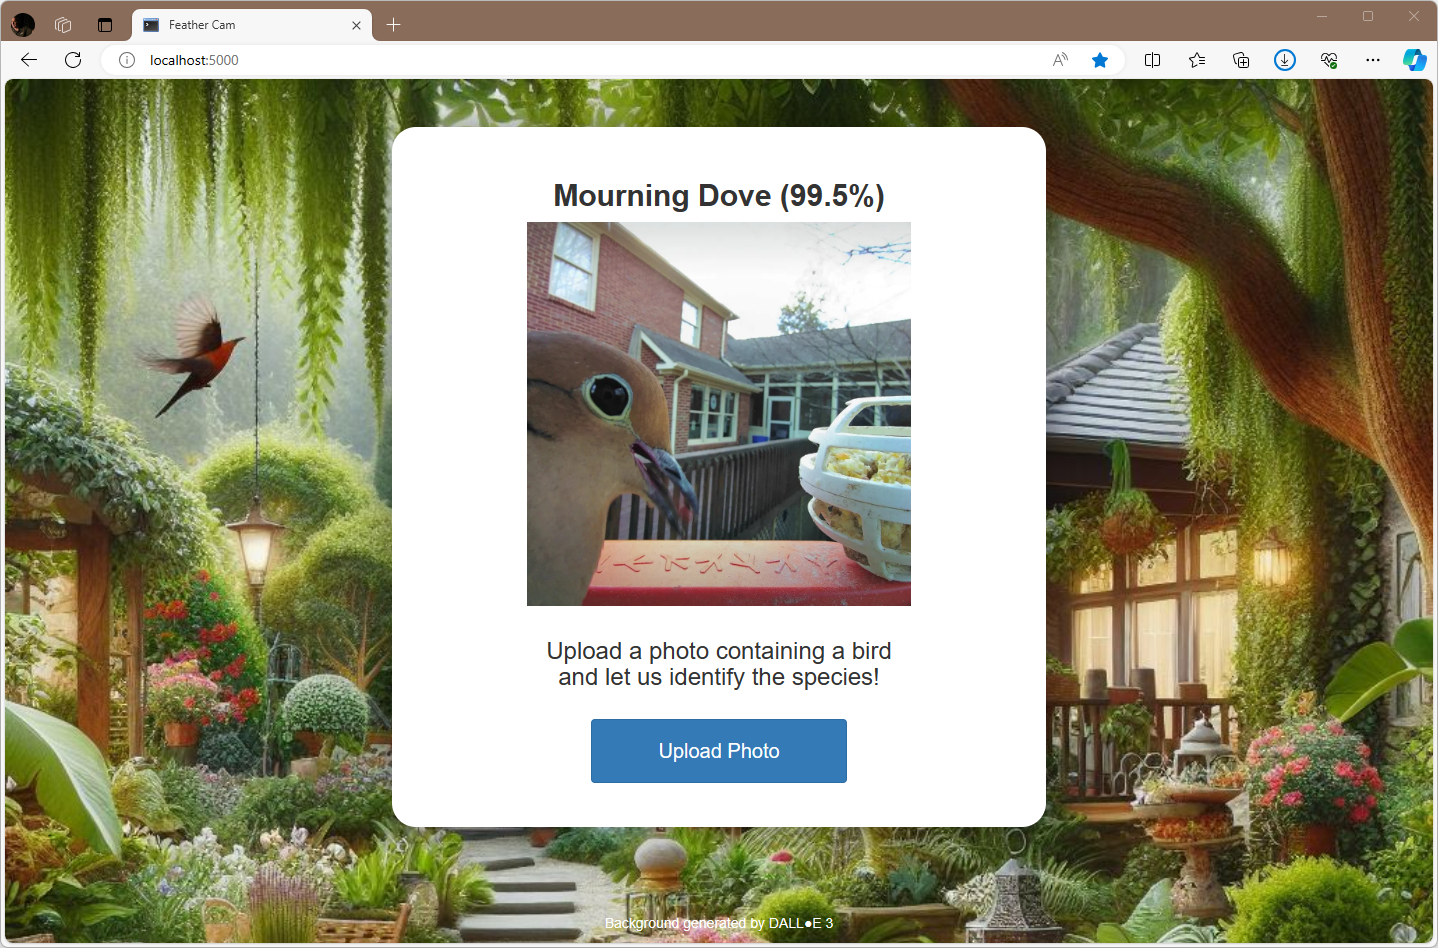 Feather Cam
localhost:5000
Mourning Dove (99.5%)
Upload a photo containing a bird
and let us identify the species!
Upload Photo
Background generated by DALL●E 3